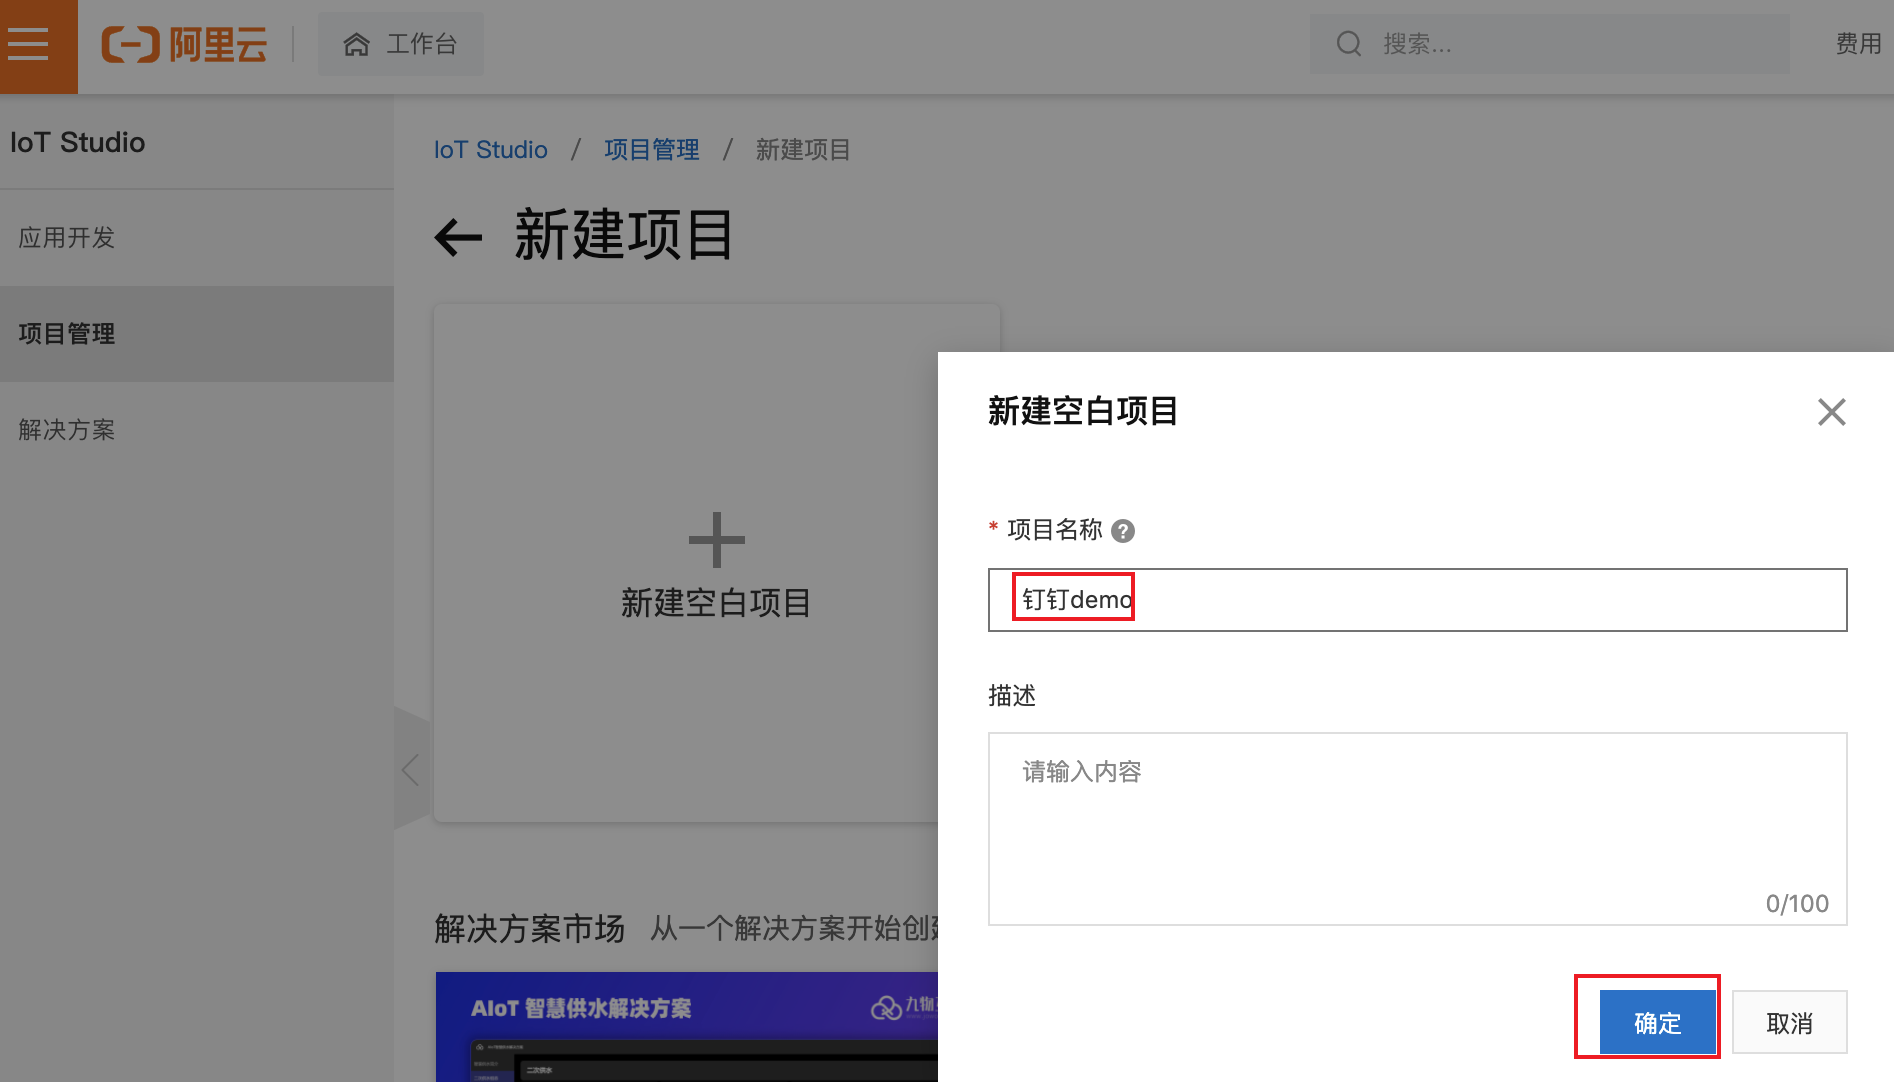 阿里云
工作台
搜索...
费用
IoT Studio
应用开发
项目管理
解决方案
IoT Studio / 项目管理 / 新建项目
新建项目
新建空白项目
解决方案市场 从一个解决方案开始创
AIoT 智慧供水解决方案
九物
二次供水
新建空白项目
* 项目名称 ?
钉钉demo
描述
请输入内容
0/100
确定
取消